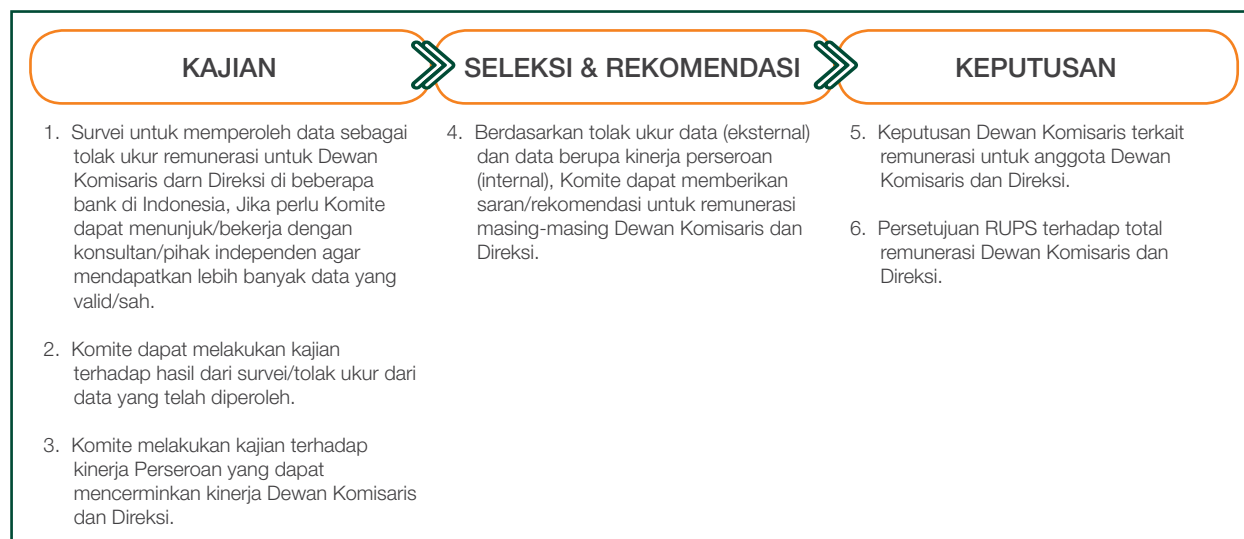 KAJIAN
SELEKSI & REKOMENDASI
KEPUTUSAN
1. Survei untuk memperoleh data sebagai
tolak ukur remunerasi untuk Dewan
Komisaris darn Direksi di beberapa
bank di Indonesia, Jika perlu Komite
dapat menunjuk/bekerja dengan
konsultan/pihak independen agar
mendapatkan lebih banyak data yang
valid/sah.
2. Komite dapat melakukan kajian
terhadap hasil dari survei/tolak ukur dari
data yang telah diperoleh.
3. Komite melakukan kajian terhadap
kinerja Perseroan yang dapat
mencerminkan kinerja Dewan Komisaris
dan Direksi.
4. Berdasarkan tolak ukur data (eksternal)
dan data berupa kinerja perseroan
(internal), Komite dapat memberikan
saran/rekomendasi untuk remunerasi
masing-masing Dewan Komisaris dan
Direksi.
5. Keputusan Dewan Komisaris terkait
remunerasi untuk anggota Dewan
Komisaris dan Direksi.
6. Persetujuan RUPS terhadap total
remunerasi Dewan Komisaris dan
Direksi.